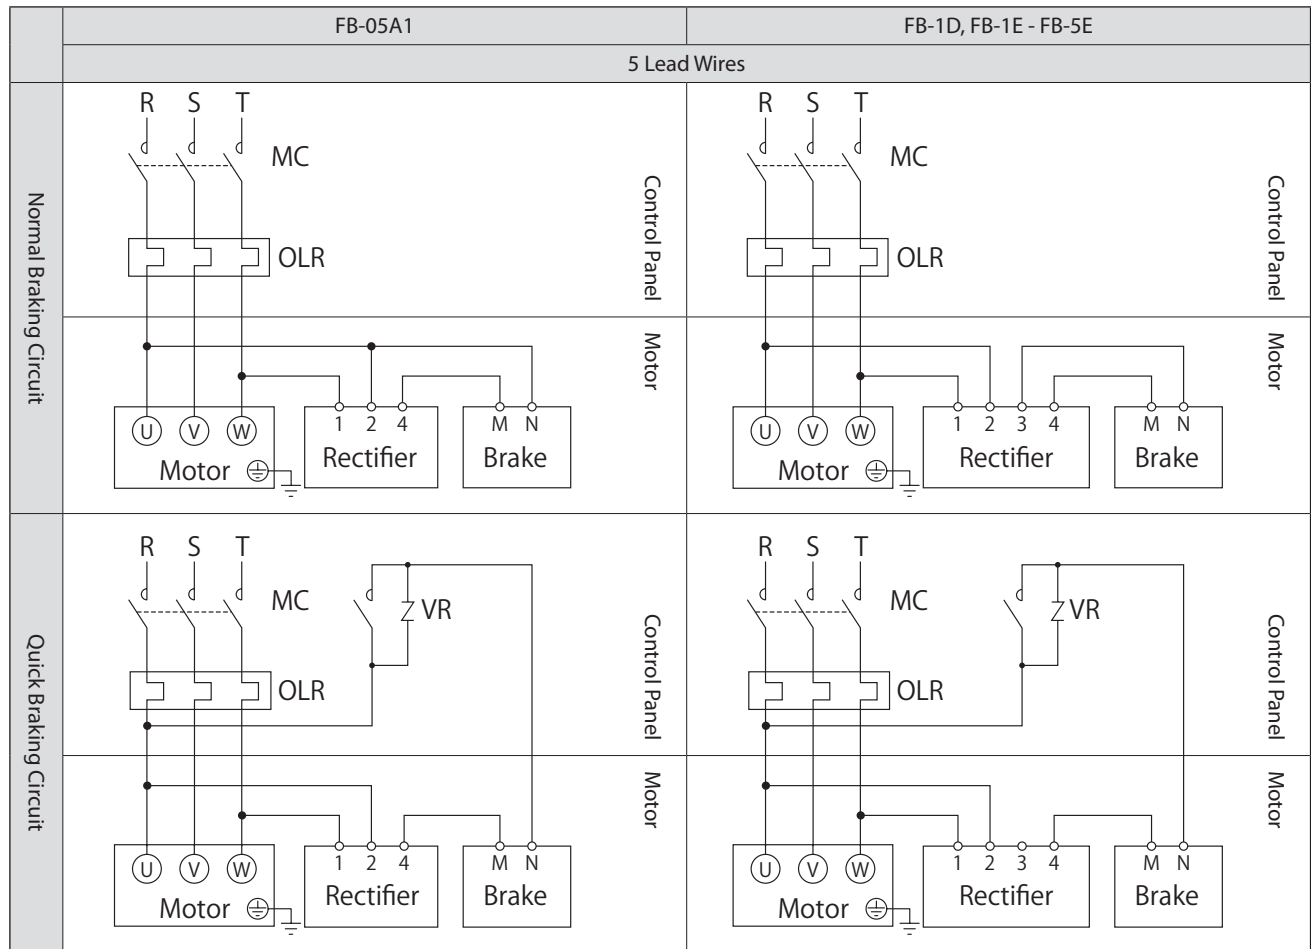 FB-05A1
FB-1D, FB-1E - FB-5E
5 Lead Wires
Normal Braking Circuit
R S T
MC
OLR
Control Panel
Motor
U V W
Motor
1 2 4
Rectifier
M N
Brake
R S T
MC
OLR
Control Panel
Motor
U V W
Motor
1 2 3 4
Rectifier
M N
Brake
Quick Braking Circuit
R S T
MC
VR
OLR
Control Panel
Motor
U V W
Motor
1 2 4
Rectifier
M N
Brake
R S T
MC
VR
OLR
Control Panel
Motor
U V W
Motor
1 2 3 4
Rectifier
M N
Brake